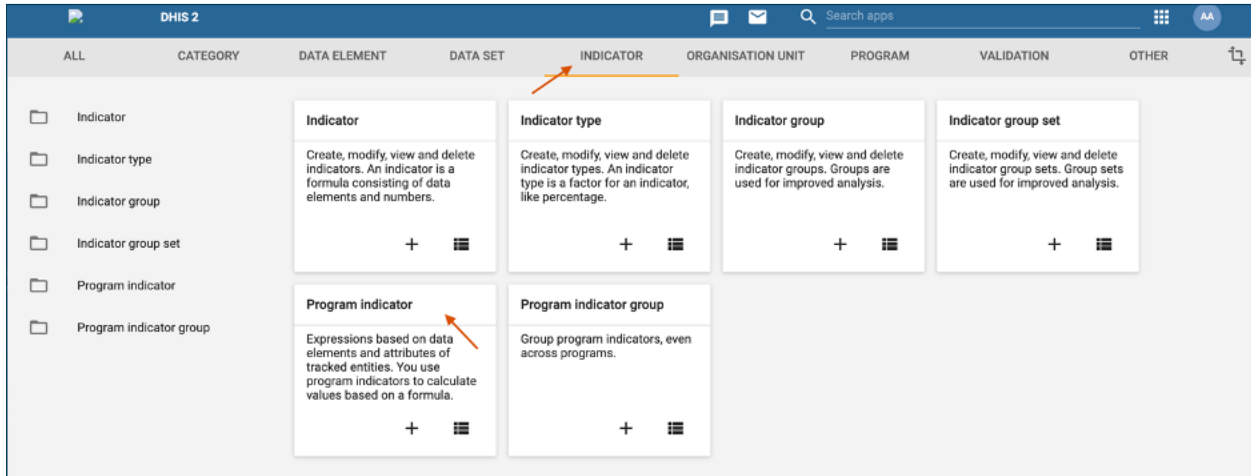 DHIS 2
Search apps
AA
ALL
CATEGORY
DATA ELEMENT
DATA SET
INDICATOR
ORGANISATION UNIT
PROGRAM
VALIDATION
OTHER
Indicator
Indicator type
Indicator group
Indicator group set
Program indicator
Program indicator group
Indicator
Create, modify, view and delete
indicators. An indicator is a
formula consisting of data
elements and numbers.
Indicator type
Create, modify, view and delete
indicator types. An indicator
type is a factor for an indicator,
like percentage.
Indicator group
Create, modify, view and delete
indicator groups. Groups are
used for improved analysis.
Indicator group set
Create, modify, view and delete
indicator group sets. Group sets
are used for improved analysis.
Program indicator
Expressions based on data
elements and attributes of
tracked entities. You use
program indicators to calculate
values based on a formula.
Program indicator group
Group program indicators, even
across programs.